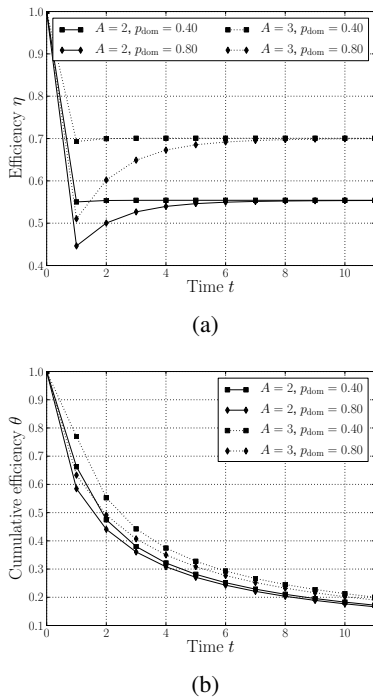 1.0
0.9
0.8
0.7
0.6
0.5
0.4
Efficiency η
A = 2, p_dom = 0.40
A = 2, p_dom = 0.80
A = 3, p_dom = 0.40
A = 3, p_dom = 0.80
0 2 4 6 8 10
Time t
(a)
1.0
0.9
0.8
0.7
0.6
0.5
0.4
0.3
0.2
0.1
Cumulative efficiency θ
A = 2, p_dom = 0.40
A = 2, p_dom = 0.80
A = 3, p_dom = 0.40
A = 3, p_dom = 0.80
0 2 4 6 8 10
Time t
(b)